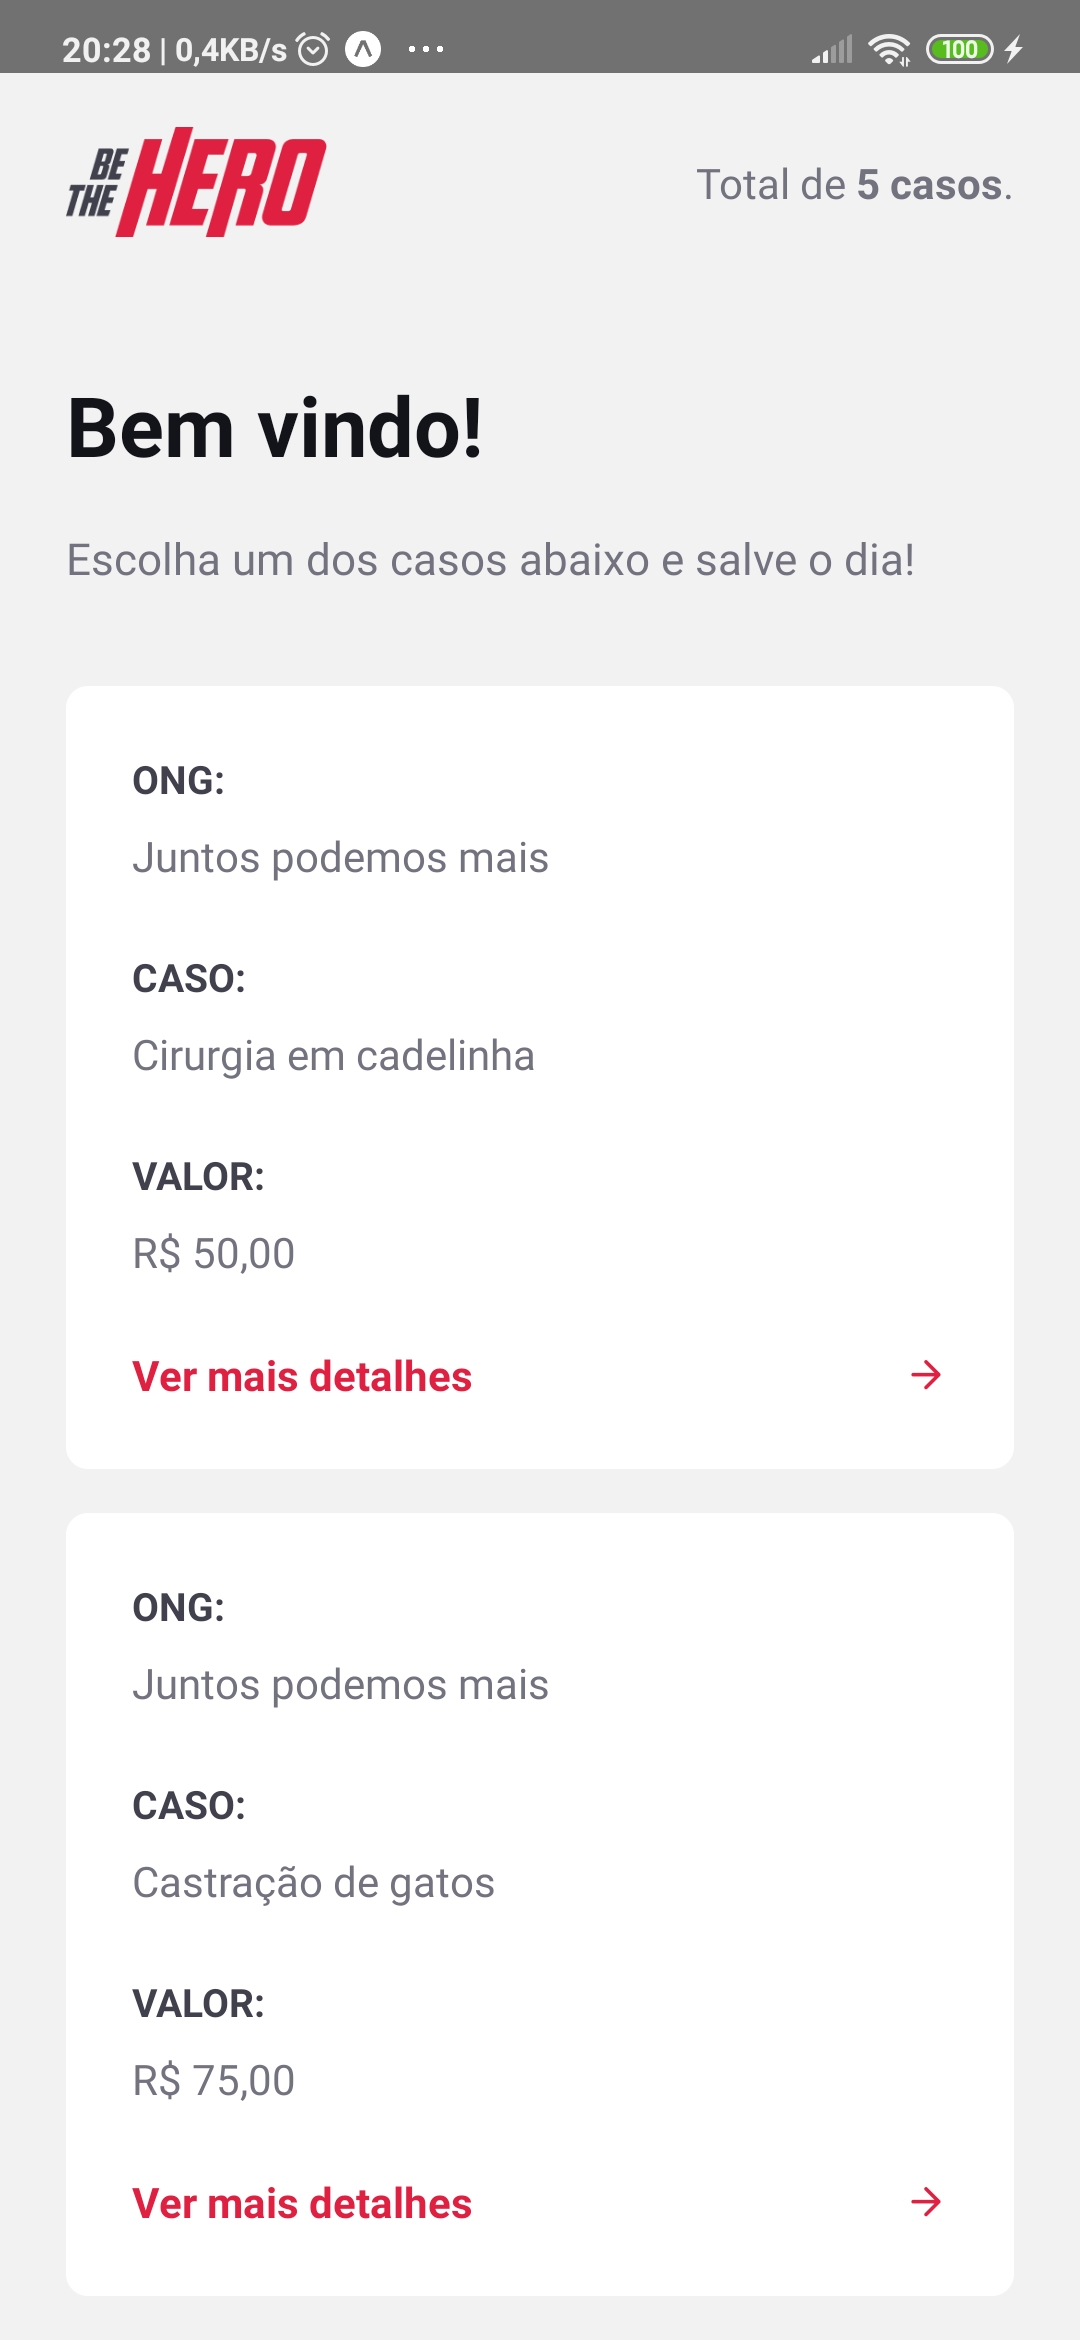 20:28 | 0,4KB/s
100
BE
THE
HERO
Total de 5 casos.
Bem vindo!
Escolha um dos casos abaixo e salve o dia!
ONG:
Juntos podemos mais
CASO:
Cirurgia em cadelinha
VALOR:
R$ 50,00
Ver mais detalhes
ONG:
Juntos podemos mais
CASO:
Castração de gatos
VALOR:
R$ 75,00
Ver mais detalhes